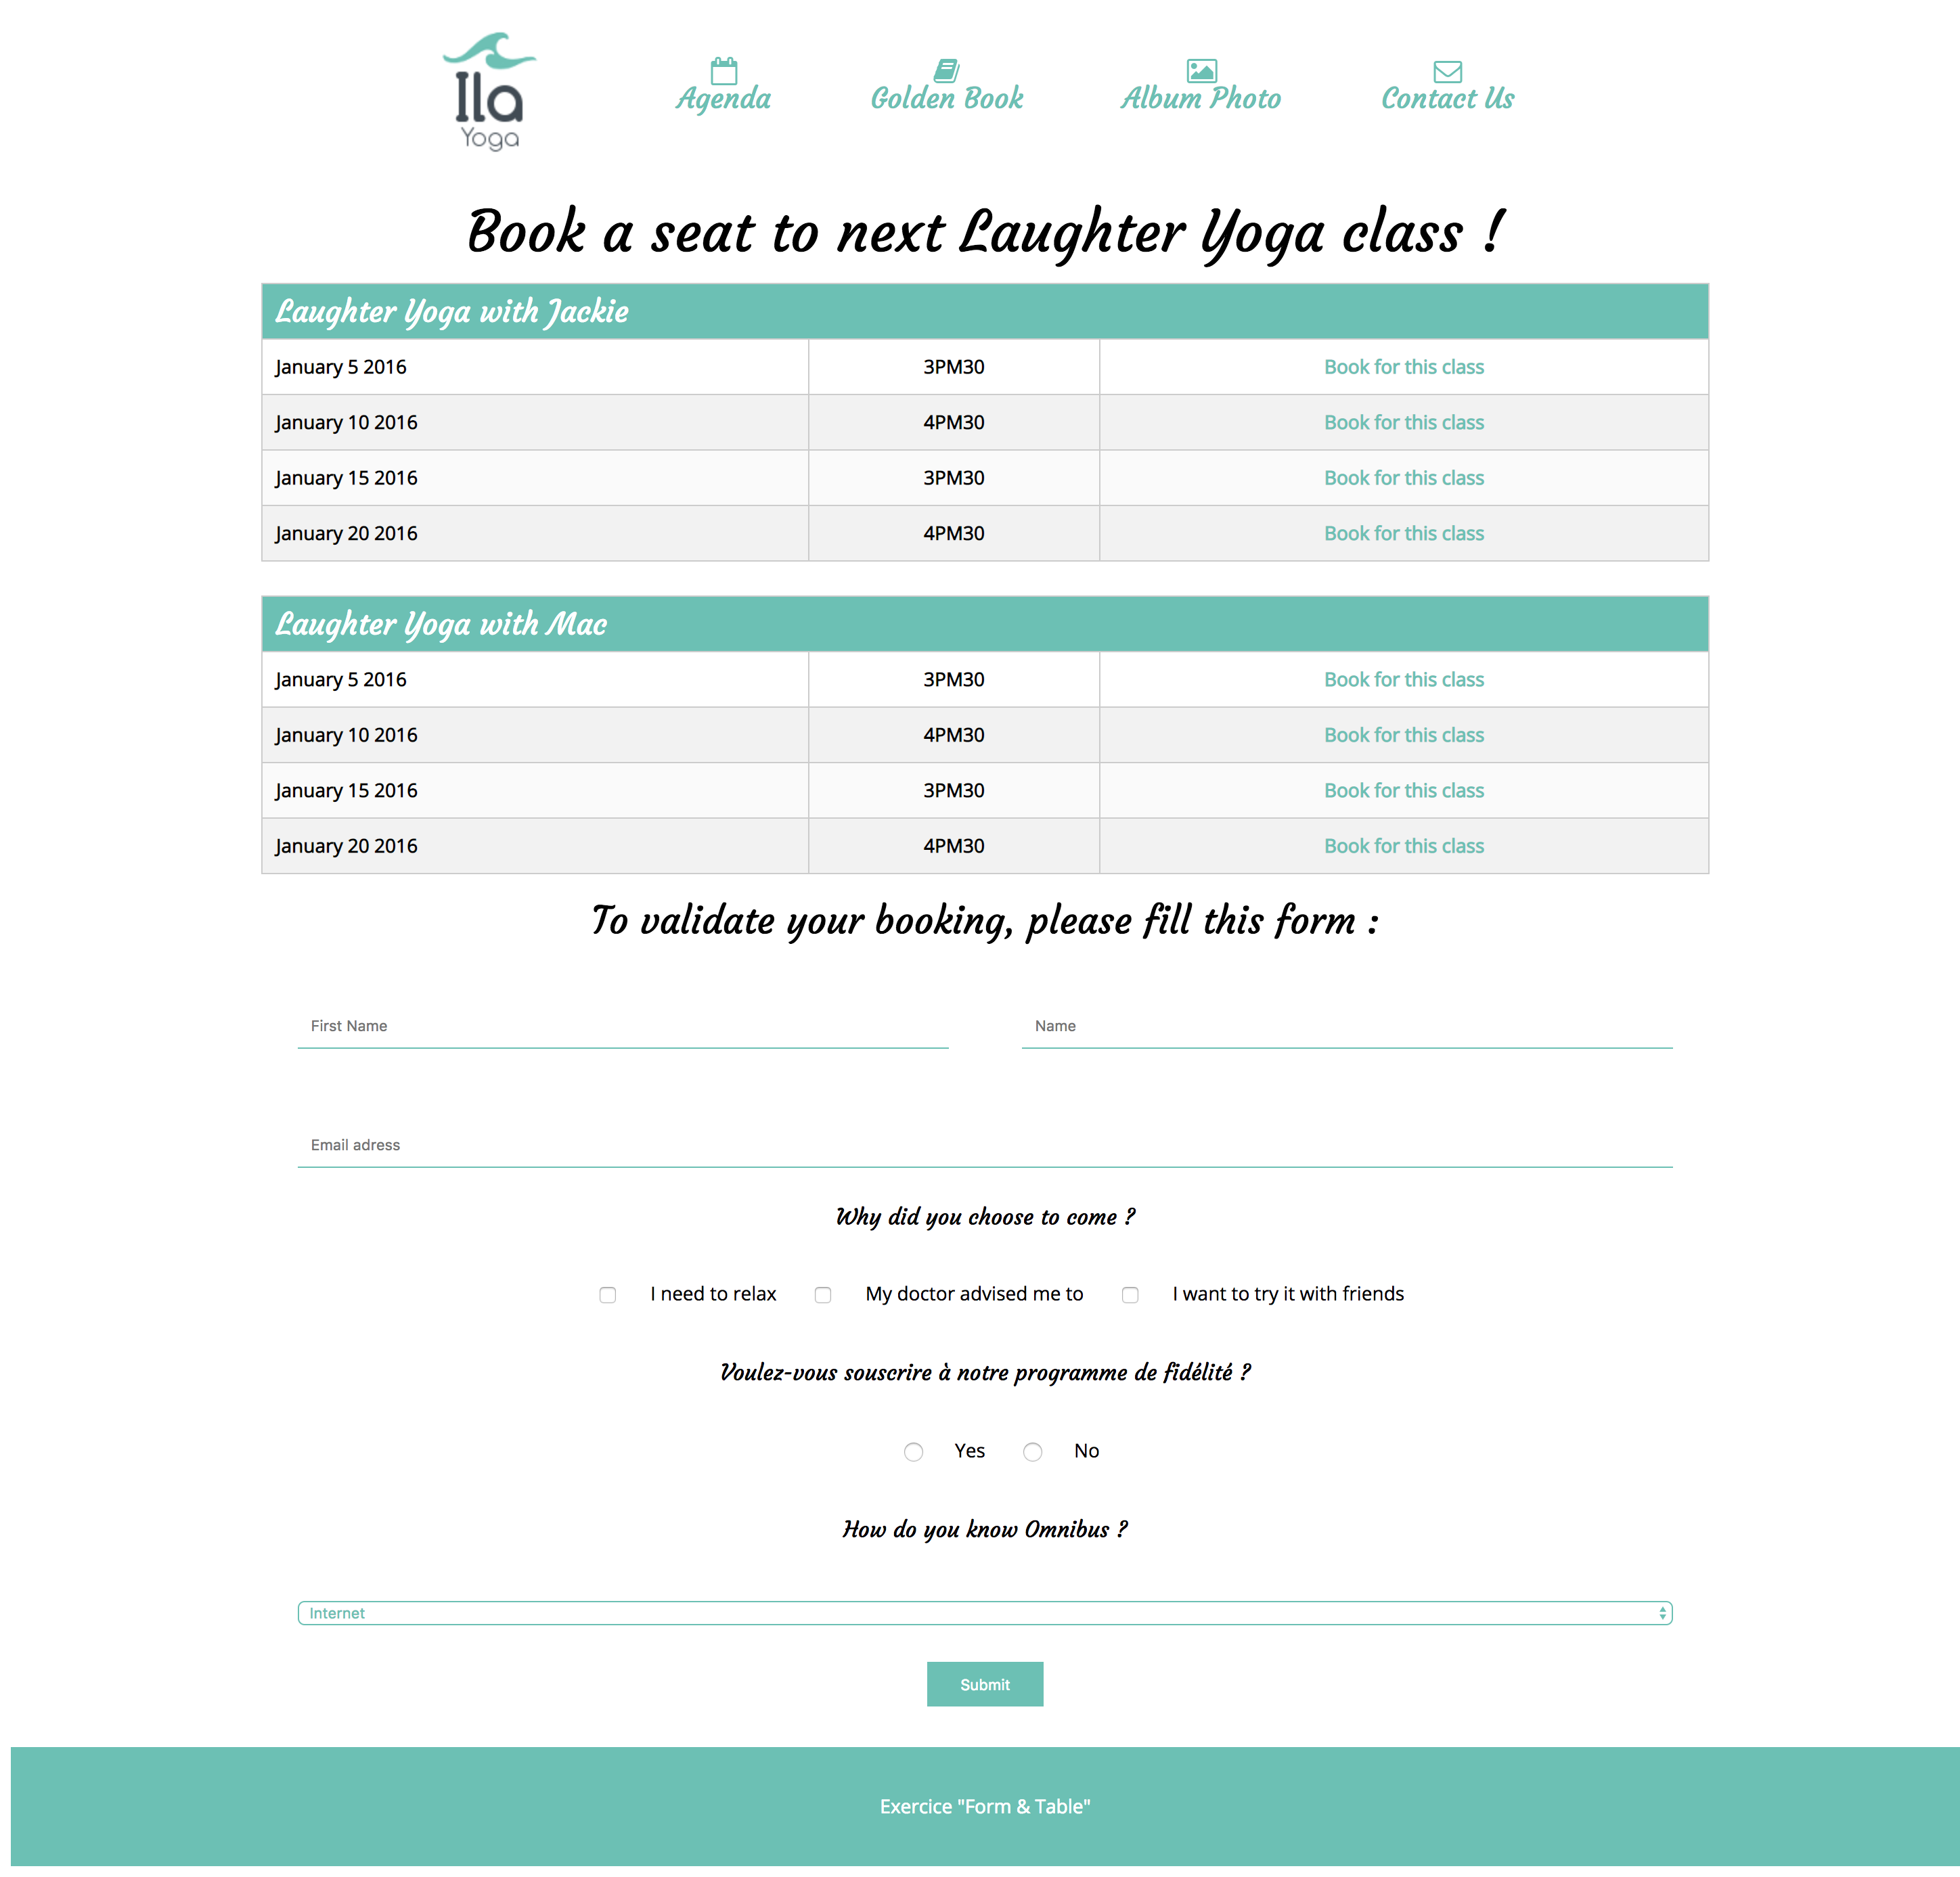 Ila
Yoga
Agenda
Golden Book
Album Photo
Contact Us
Book a seat to next Laughter Yoga class !
Laughter Yoga with Jackie
January 5 2016 3PM30 Book for this class
January 10 2016 4PM30 Book for this class
January 15 2016 3PM30 Book for this class
January 20 2016 4PM30 Book for this class
Laughter Yoga with Mac
January 5 2016 3PM30 Book for this class
January 10 2016 4PM30 Book for this class
January 15 2016 3PM30 Book for this class
January 20 2016 4PM30 Book for this class
To validate your booking, please fill this form :
First Name Name
Email adress
Why did you choose to come ?
I need to relax My doctor advised me to I want to try it with friends
Voulez-vous souscrire à notre programme de fidélité ?
Yes No
How do you know Omnibus ?
Internet
Submit
Exercice "Form & Table"